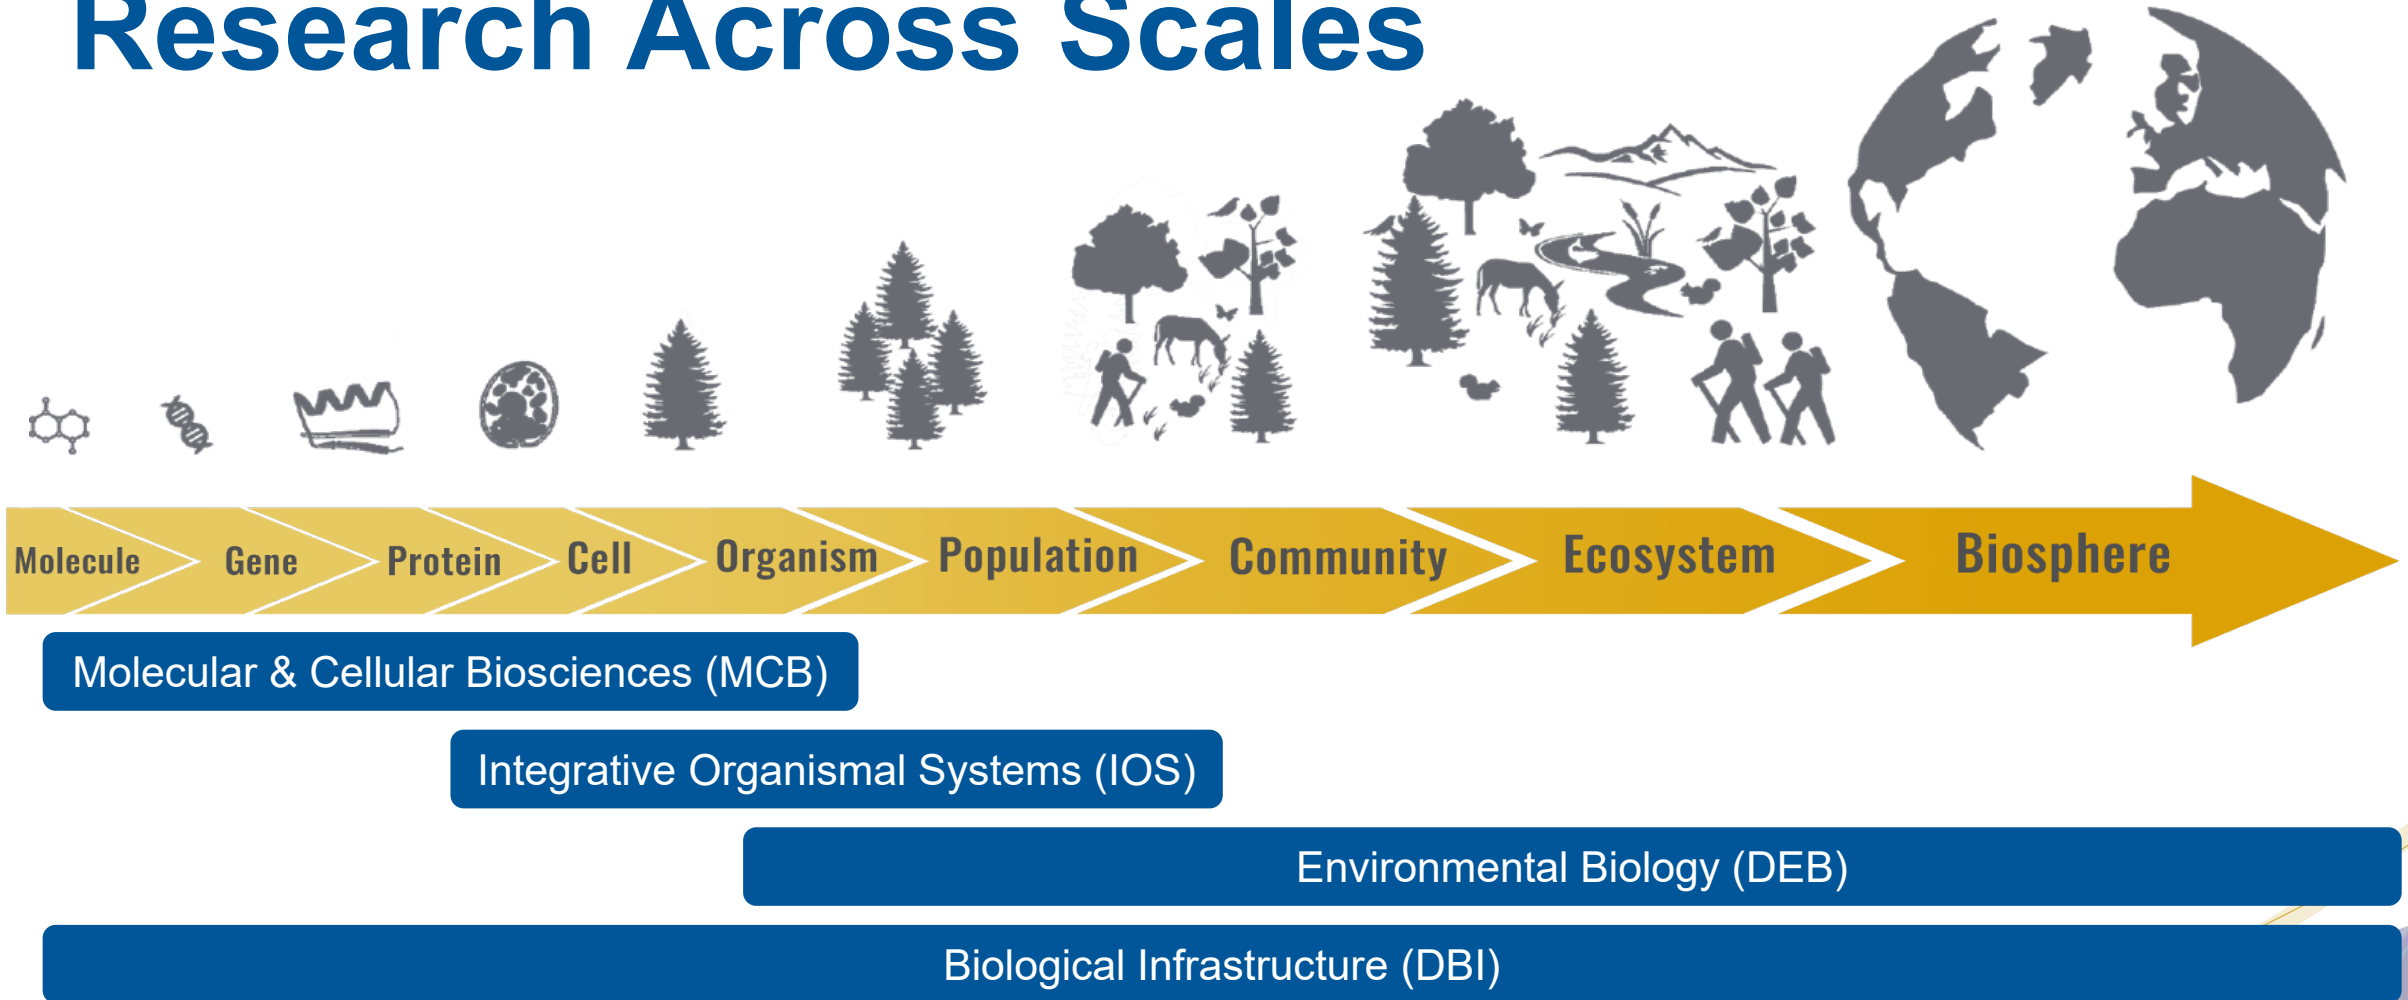 Research Across Scales
Molecule Gene Protein Cell Organism Population Community Ecosystem Biosphere
Molecular & Cellular Biosciences (MCB)
Integrative Organismal Systems (IOS)
Environmental Biology (DEB)
Biological Infrastructure (DBI)